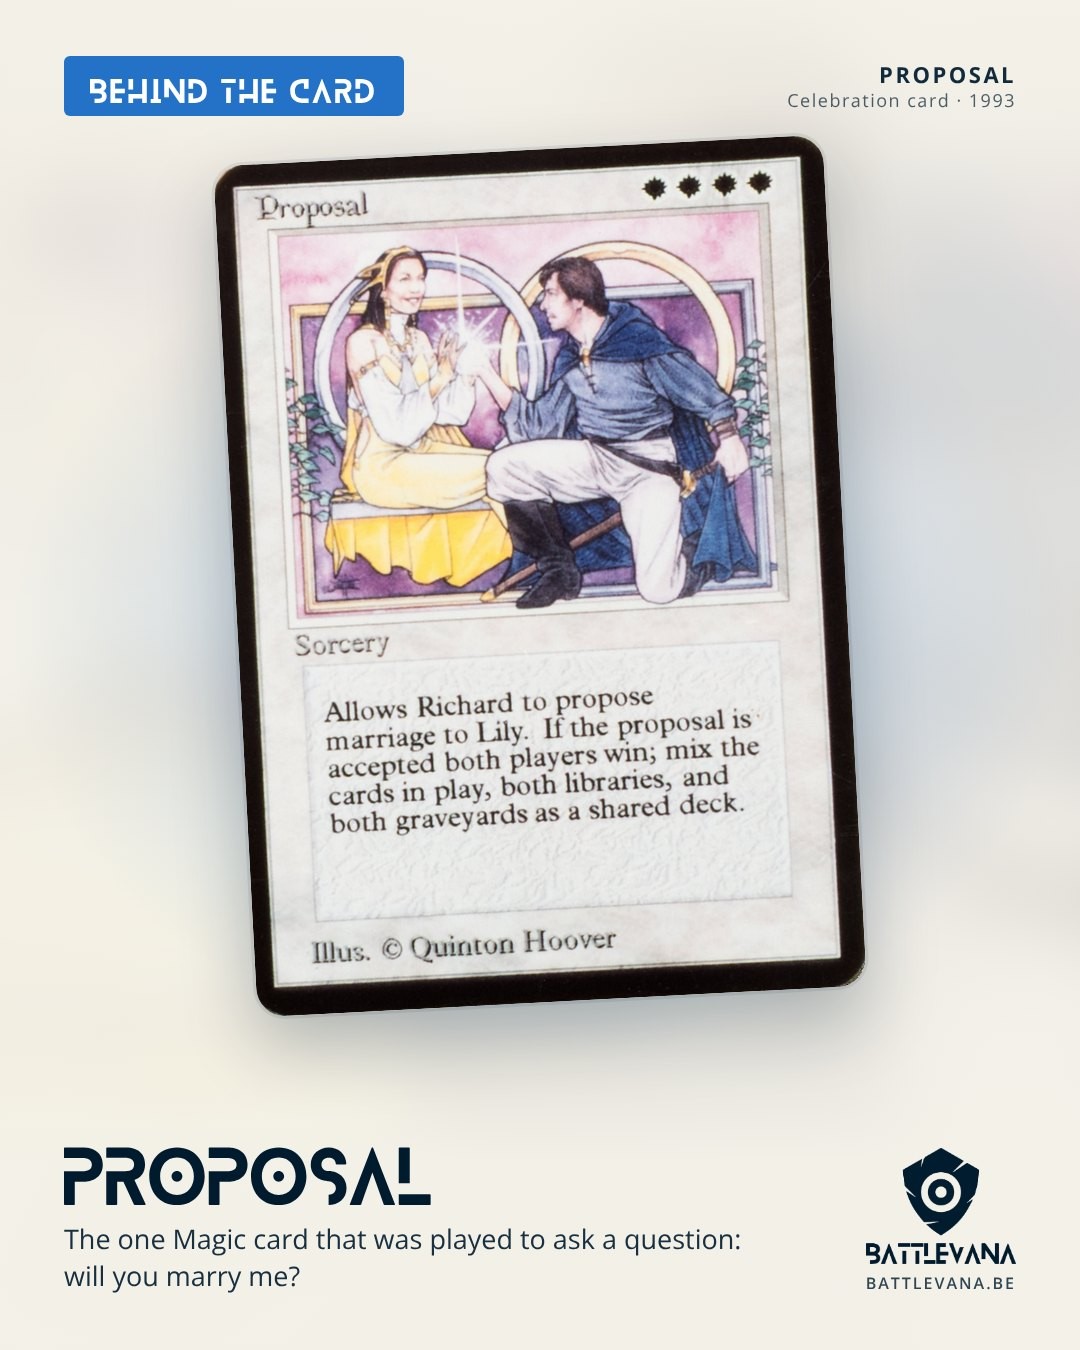 BEHIND THE CARD
PROPOSAL
Celebration card · 1993
Proposal
Sorcery
Allows Richard to propose
marriage to Lily. If the proposal is
accepted both players win; mix the
cards in play, both libraries, and
both graveyards as a shared deck.
Illus. © Quinton Hoover
PROPOSAL
The one Magic card that was played to ask a question:
will you marry me?
BATTLEVANA
BATTLEVANA.BE